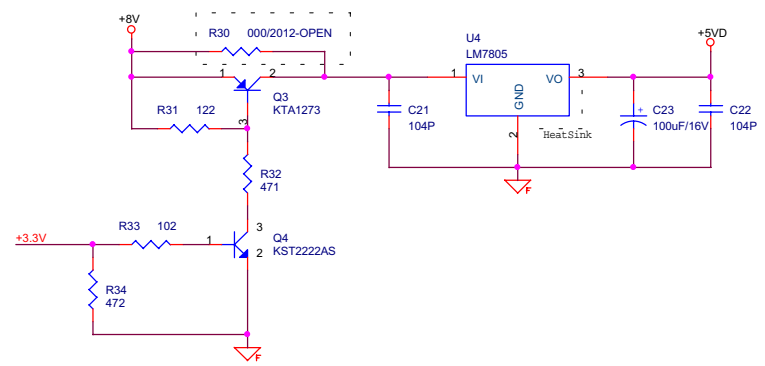 +8V
R30 000/2012-OPEN
1 2
Q3
KTA1273
3
R31 122
R32
471
R33 102
+3.3V
1
3
Q4
2 KST2222AS
R34
472
F
U4
LM7805
1 VI VO 3
GND
2
HeatSink
C21
104P
+5VD
C23
+
100uF/16V
C22
104P
F